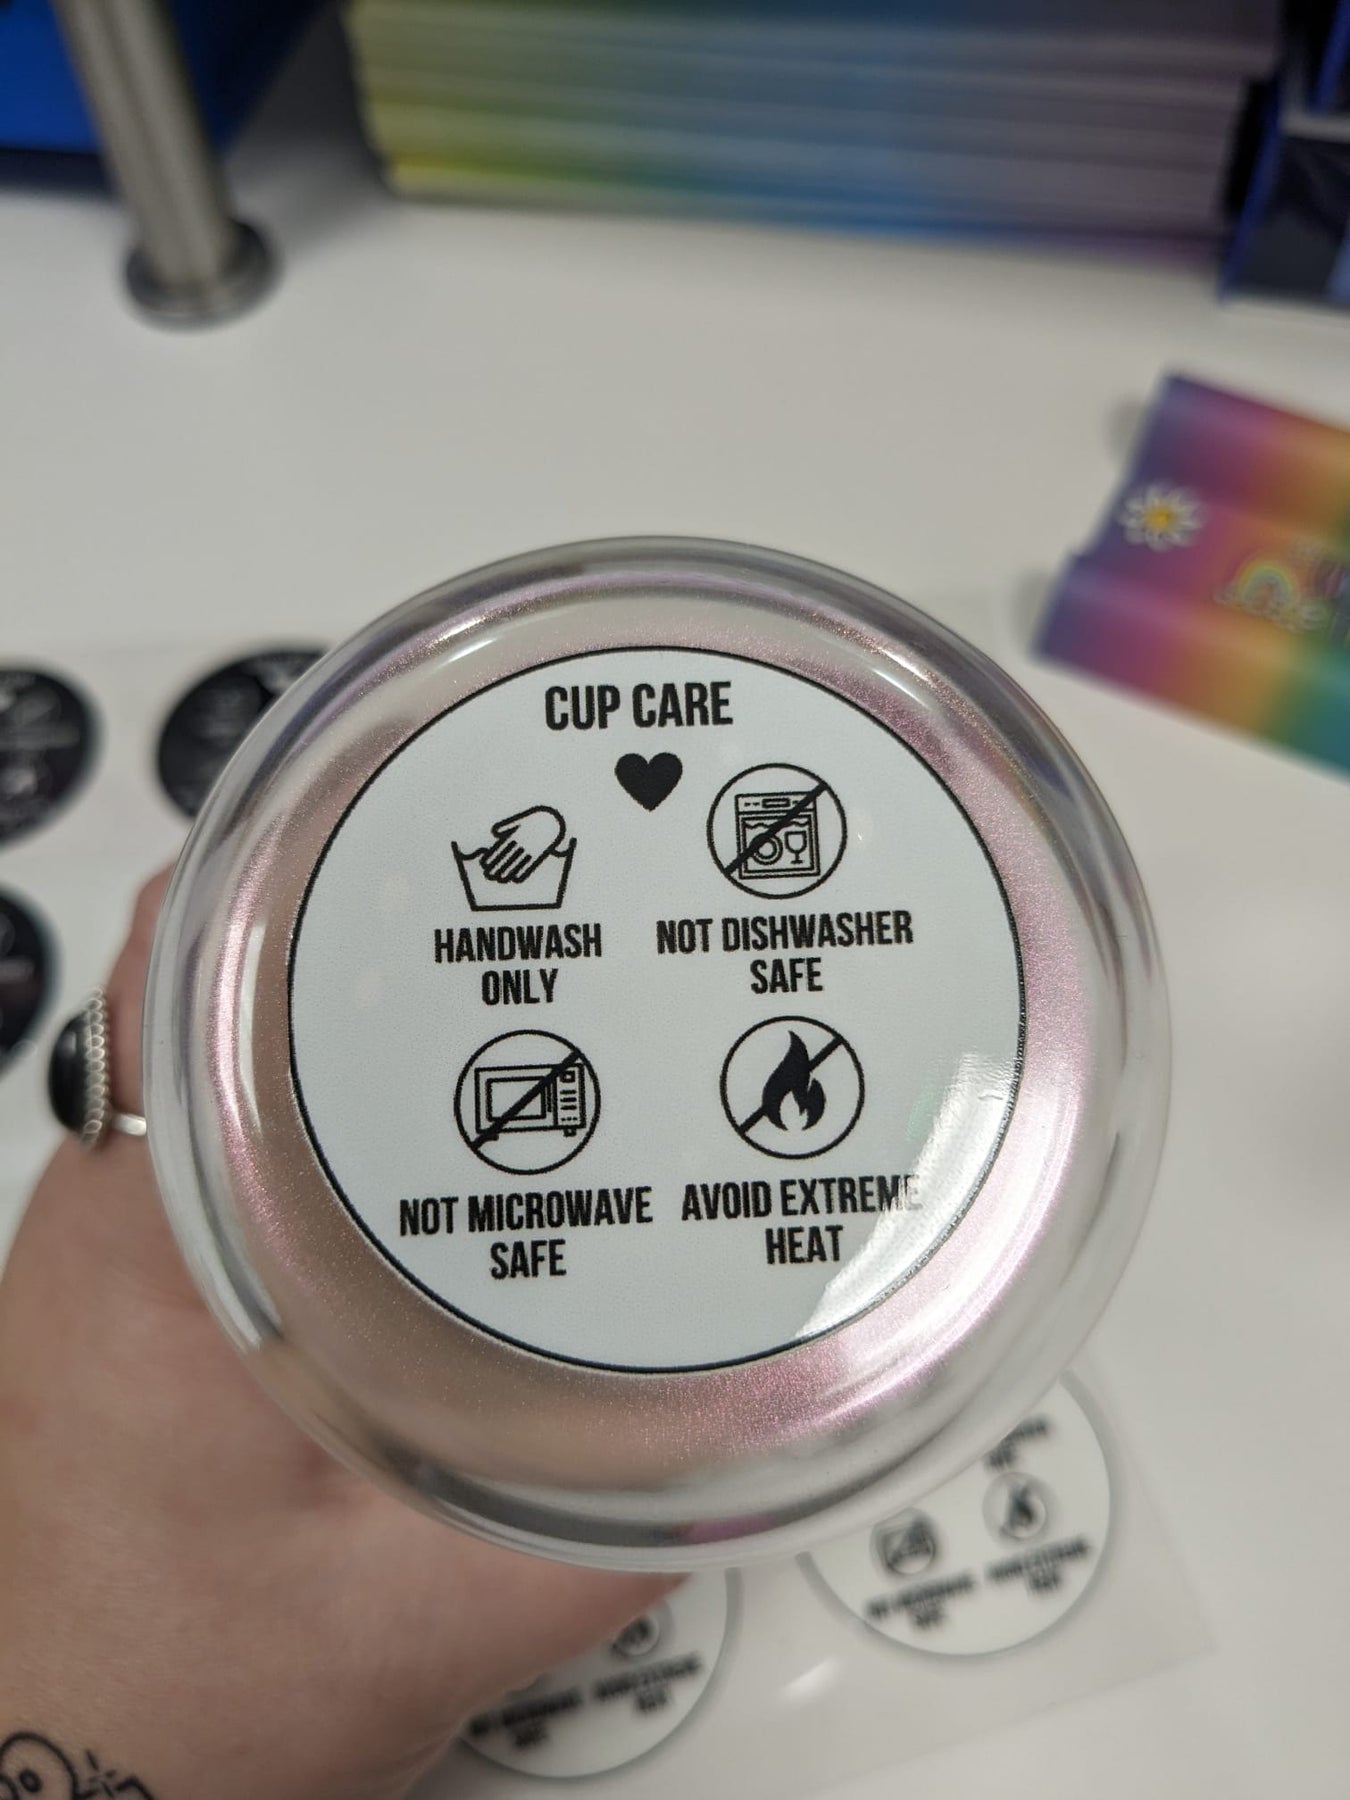 CUP CARE
HANDWASH
ONLY
NOT DISHWASHER
SAFE
NOT MICROWAVE
SAFE
AVOID EXTREME
HEAT